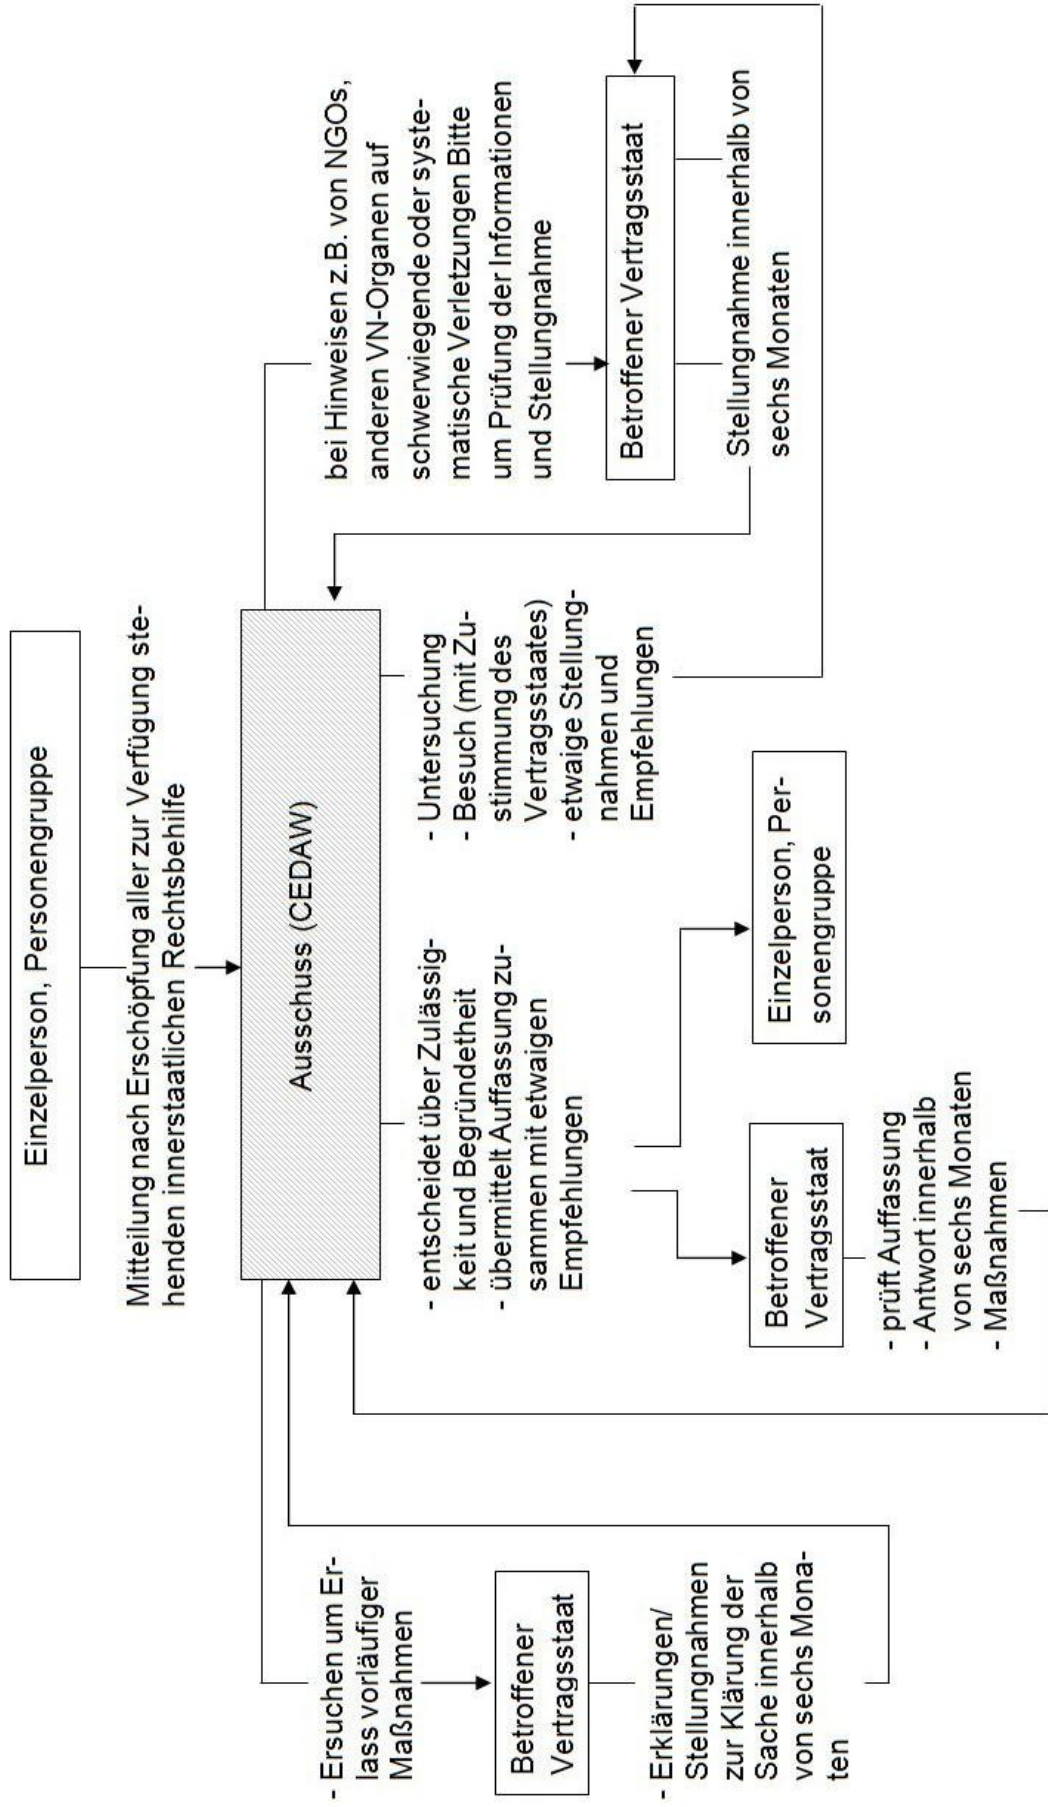 Einzelperson, Personengruppe
Mitteilung nach Erschöpfung aller zur Verfügung ste-
henden innerstaatlichen Rechtsbehilfe
Ausschuss (CEDAW)
- Ersuchen um Er-
lass vorläufiger
Maßnahmen
Betroffener
Vertragsstaat
- Erklärungen/
Stellungnahmen
zur Klärung der
Sache innerhalb
von sechs Mona-
ten
- entscheidet über Zulässig-
keit und Begründetheit
- übermittelt Auffassung zu-
sammen mit etwaigen
Empfehlungen
Betroffener
Vertragsstaat
- prüft Auffassung
- Antwort innerhalb
von sechs Monaten
- Maßnahmen
Einzelperson, Per-
sonengruppe
- Untersuchung
- Besuch (mit Zu-
stimmung des
Vertragsstaates)
- etwaige Stellung-
nahmen und
Empfehlungen
bei Hinweisen z.B. von NGOs,
anderen VN-Organen auf
schwerwiegende oder syste-
matische Verletzungen Bitte
um Prüfung der Informationen
und Stellungnahme
Betroffener Vertragsstaat
Stellungnahme innerhalb von
sechs Monaten